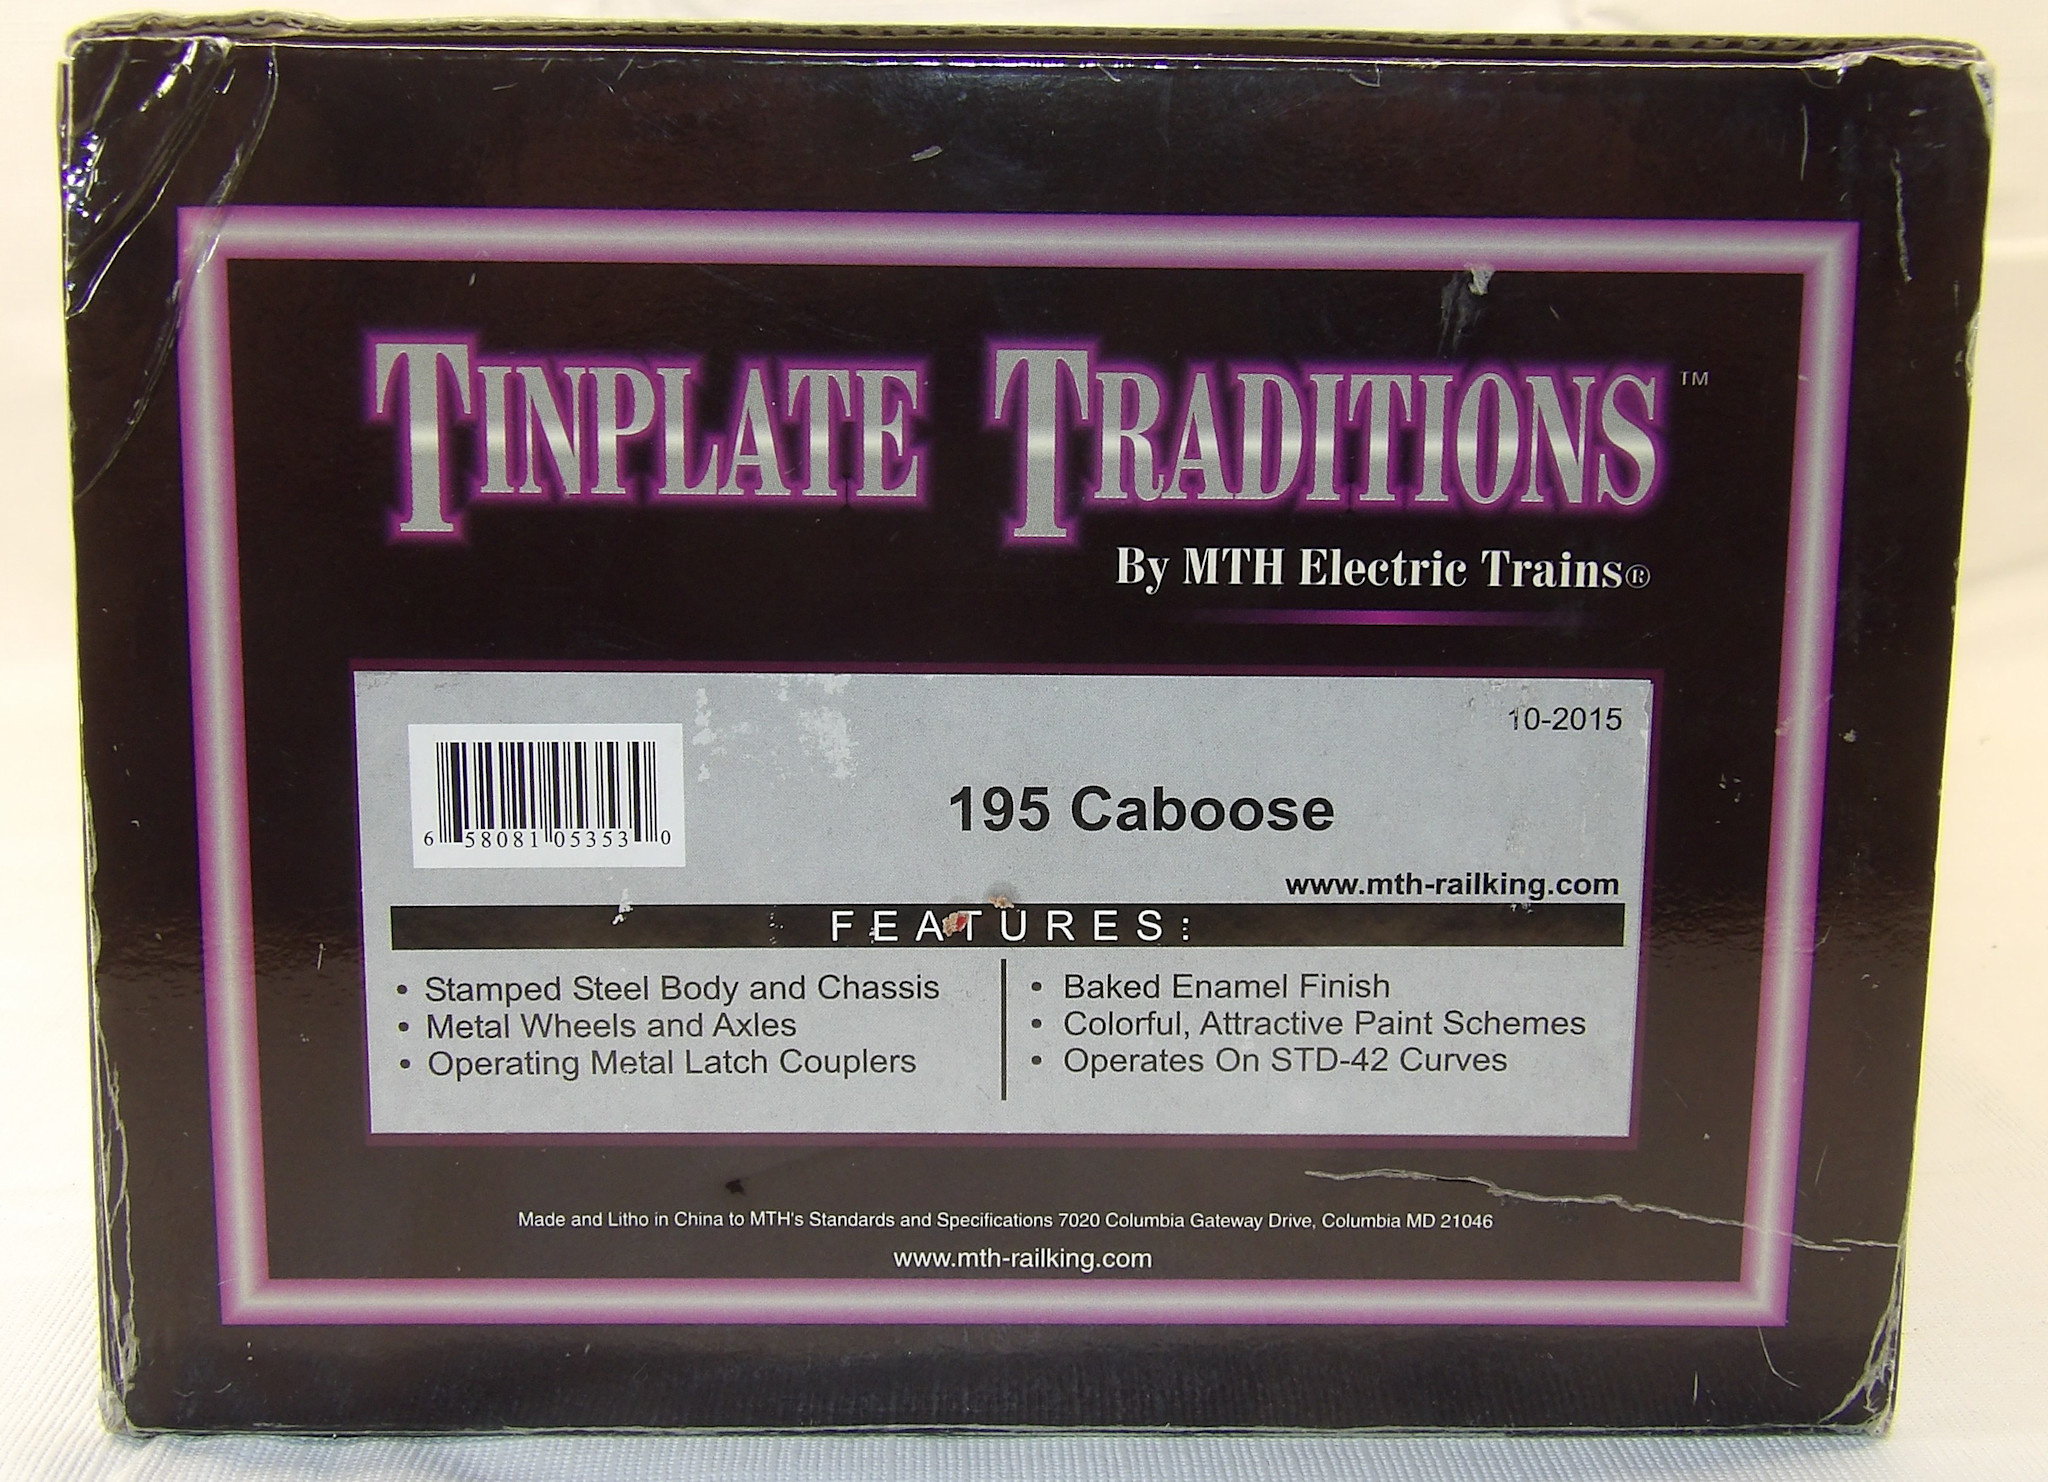 TINPLATE TRADITIONS™
By MTH Electric Trains®
10-2015
195 Caboose
6 58081 05353 0
www.mth-railking.com
FEATURES:
• Stamped Steel Body and Chassis
• Metal Wheels and Axles
• Operating Metal Latch Couplers
• Baked Enamel Finish
• Colorful, Attractive Paint Schemes
• Operates On STD-42 Curves
Made and Litho in China to MTH's Standards and Specifications 7020 Columbia Gateway Drive, Columbia MD 21046
www.mth-railking.com